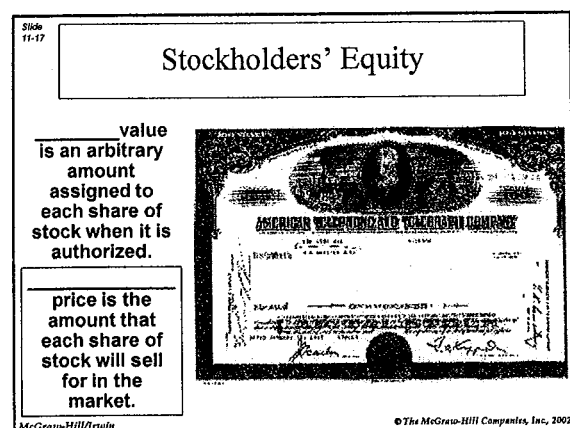 Slide
11-17
Stockholders' Equity
________value
is an arbitrary
amount
assigned to
each share of
stock when it is
authorized.
______________
price is the
amount that
each share of
stock will sell
for in the
market.
AMERICAN TELEPHONE AND TELEGRAPH COMPANY
McGraw-Hill/Irwin
© The McGraw-Hill Companies, Inc., 2002